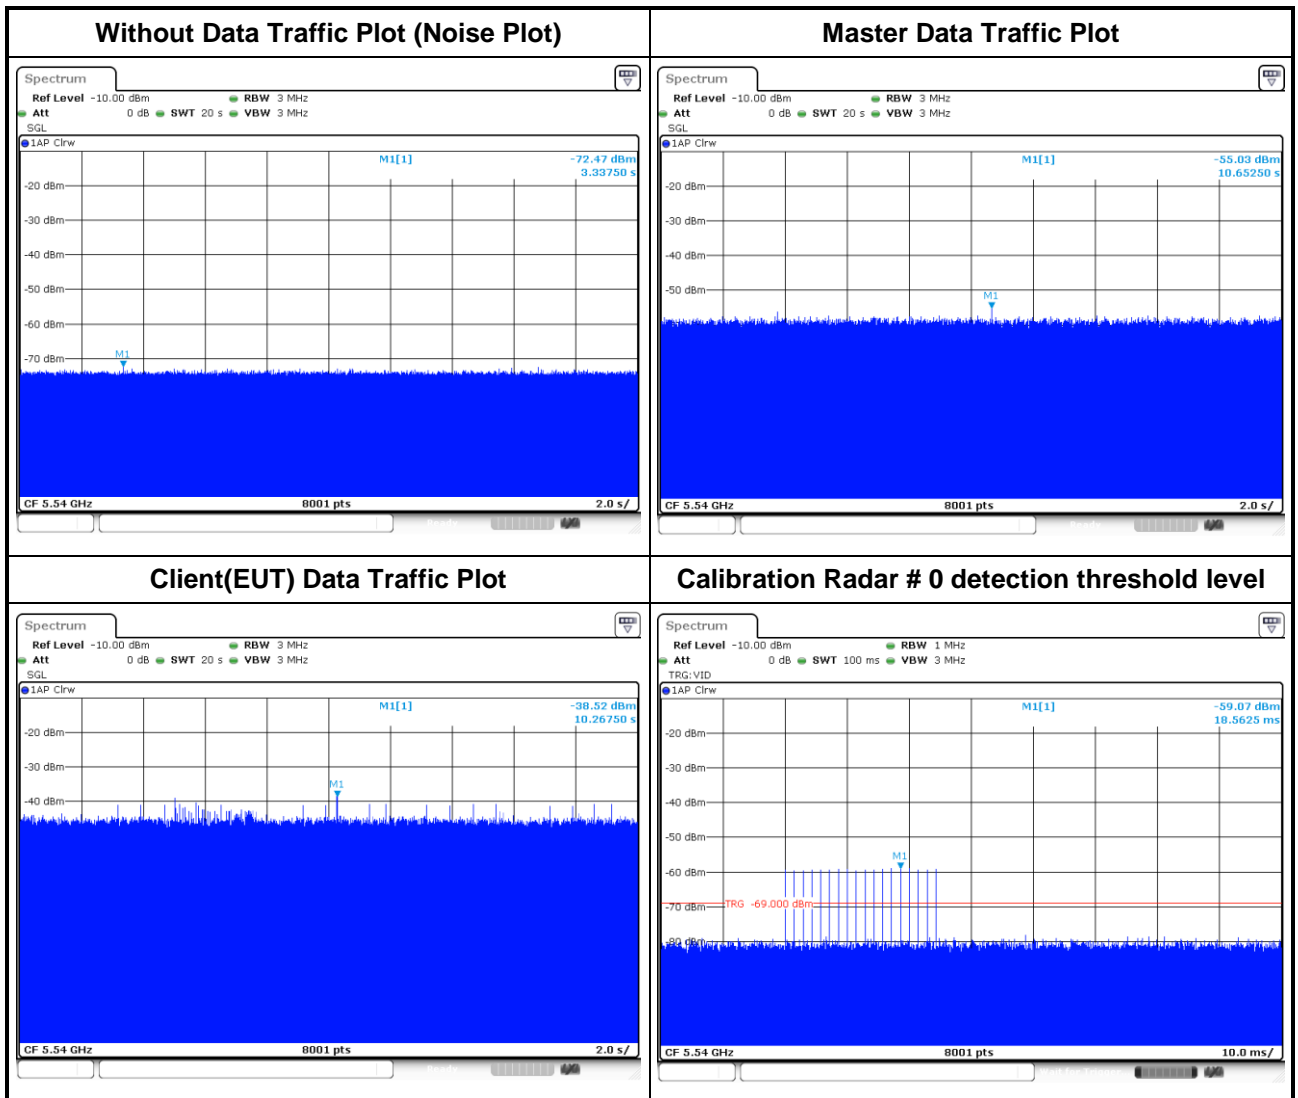 Without Data Traffic Plot (Noise Plot)
Spectrum
Ref Level -10.00 dBm RBW 3 MHz
Att 0 dB SWT 20 s VBW 3 MHz
SGL
1AP Clrw
M1[1] -72.47 dBm
3.33750 s
-20 dBm
-30 dBm
-40 dBm
-50 dBm
-60 dBm
-70 dBm
M1
CF 5.54 GHz 8001 pts 2.0 s/
Ready
Master Data Traffic Plot
Spectrum
Ref Level -10.00 dBm RBW 3 MHz
Att 0 dB SWT 20 s VBW 3 MHz
SGL
1AP Clrw
M1[1] -55.03 dBm
10.65250 s
-20 dBm
-30 dBm
-40 dBm
-50 dBm
M1
CF 5.54 GHz 8001 pts 2.0 s/
Ready
Client(EUT) Data Traffic Plot
Spectrum
Ref Level -10.00 dBm RBW 3 MHz
Att 0 dB SWT 20 s VBW 3 MHz
SGL
1AP Clrw
M1[1] -38.52 dBm
10.26750 s
-20 dBm
-30 dBm
M1
-40 dBm
CF 5.54 GHz 8001 pts 2.0 s/
Ready
Calibration Radar # 0 detection threshold level
Spectrum
Ref Level -10.00 dBm RBW 1 MHz
Att 0 dB SWT 100 ms VBW 3 MHz
TRG:VID
1AP Clrw
M1[1] -59.07 dBm
18.5625 ms
-20 dBm
-30 dBm
-40 dBm
-50 dBm
M1
-60 dBm
TRG -69.000 dBm
-70 dBm
-80 dBm
CF 5.54 GHz 8001 pts 10.0 ms/
Wait for Trigger